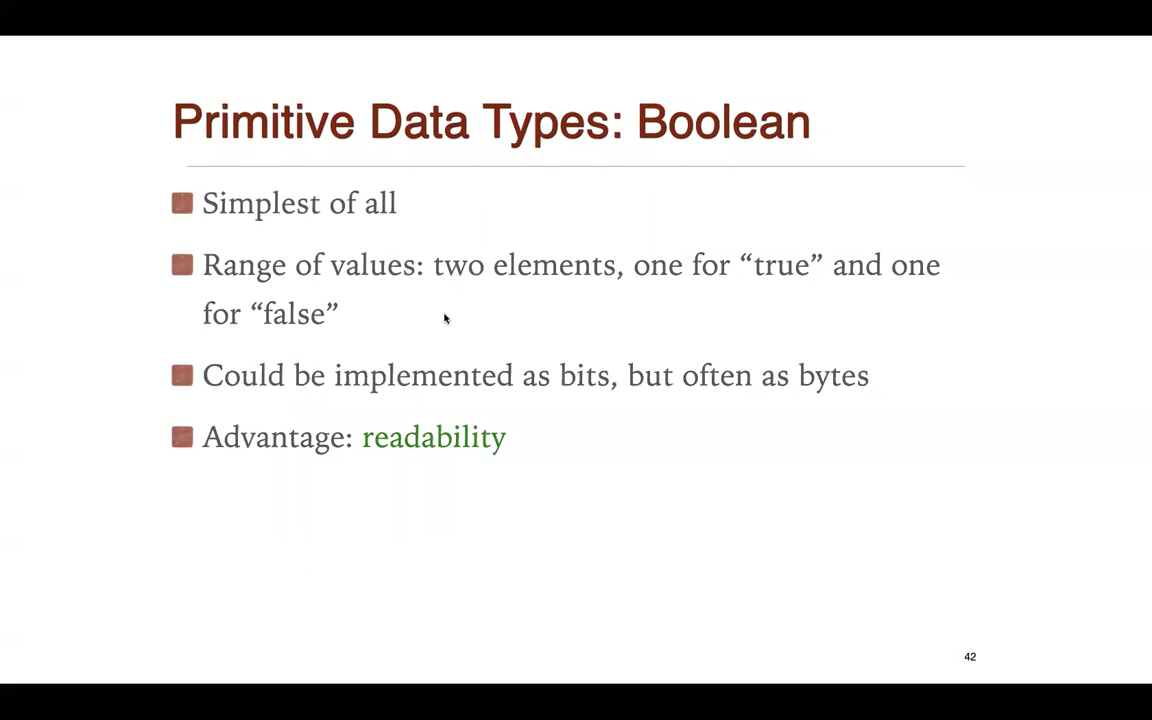 Primitive Data Types: Boolean
Simplest of all
Range of values: two elements, one for “true” and one
for “false”
Could be implemented as bits, but often as bytes
Advantage: readability
42